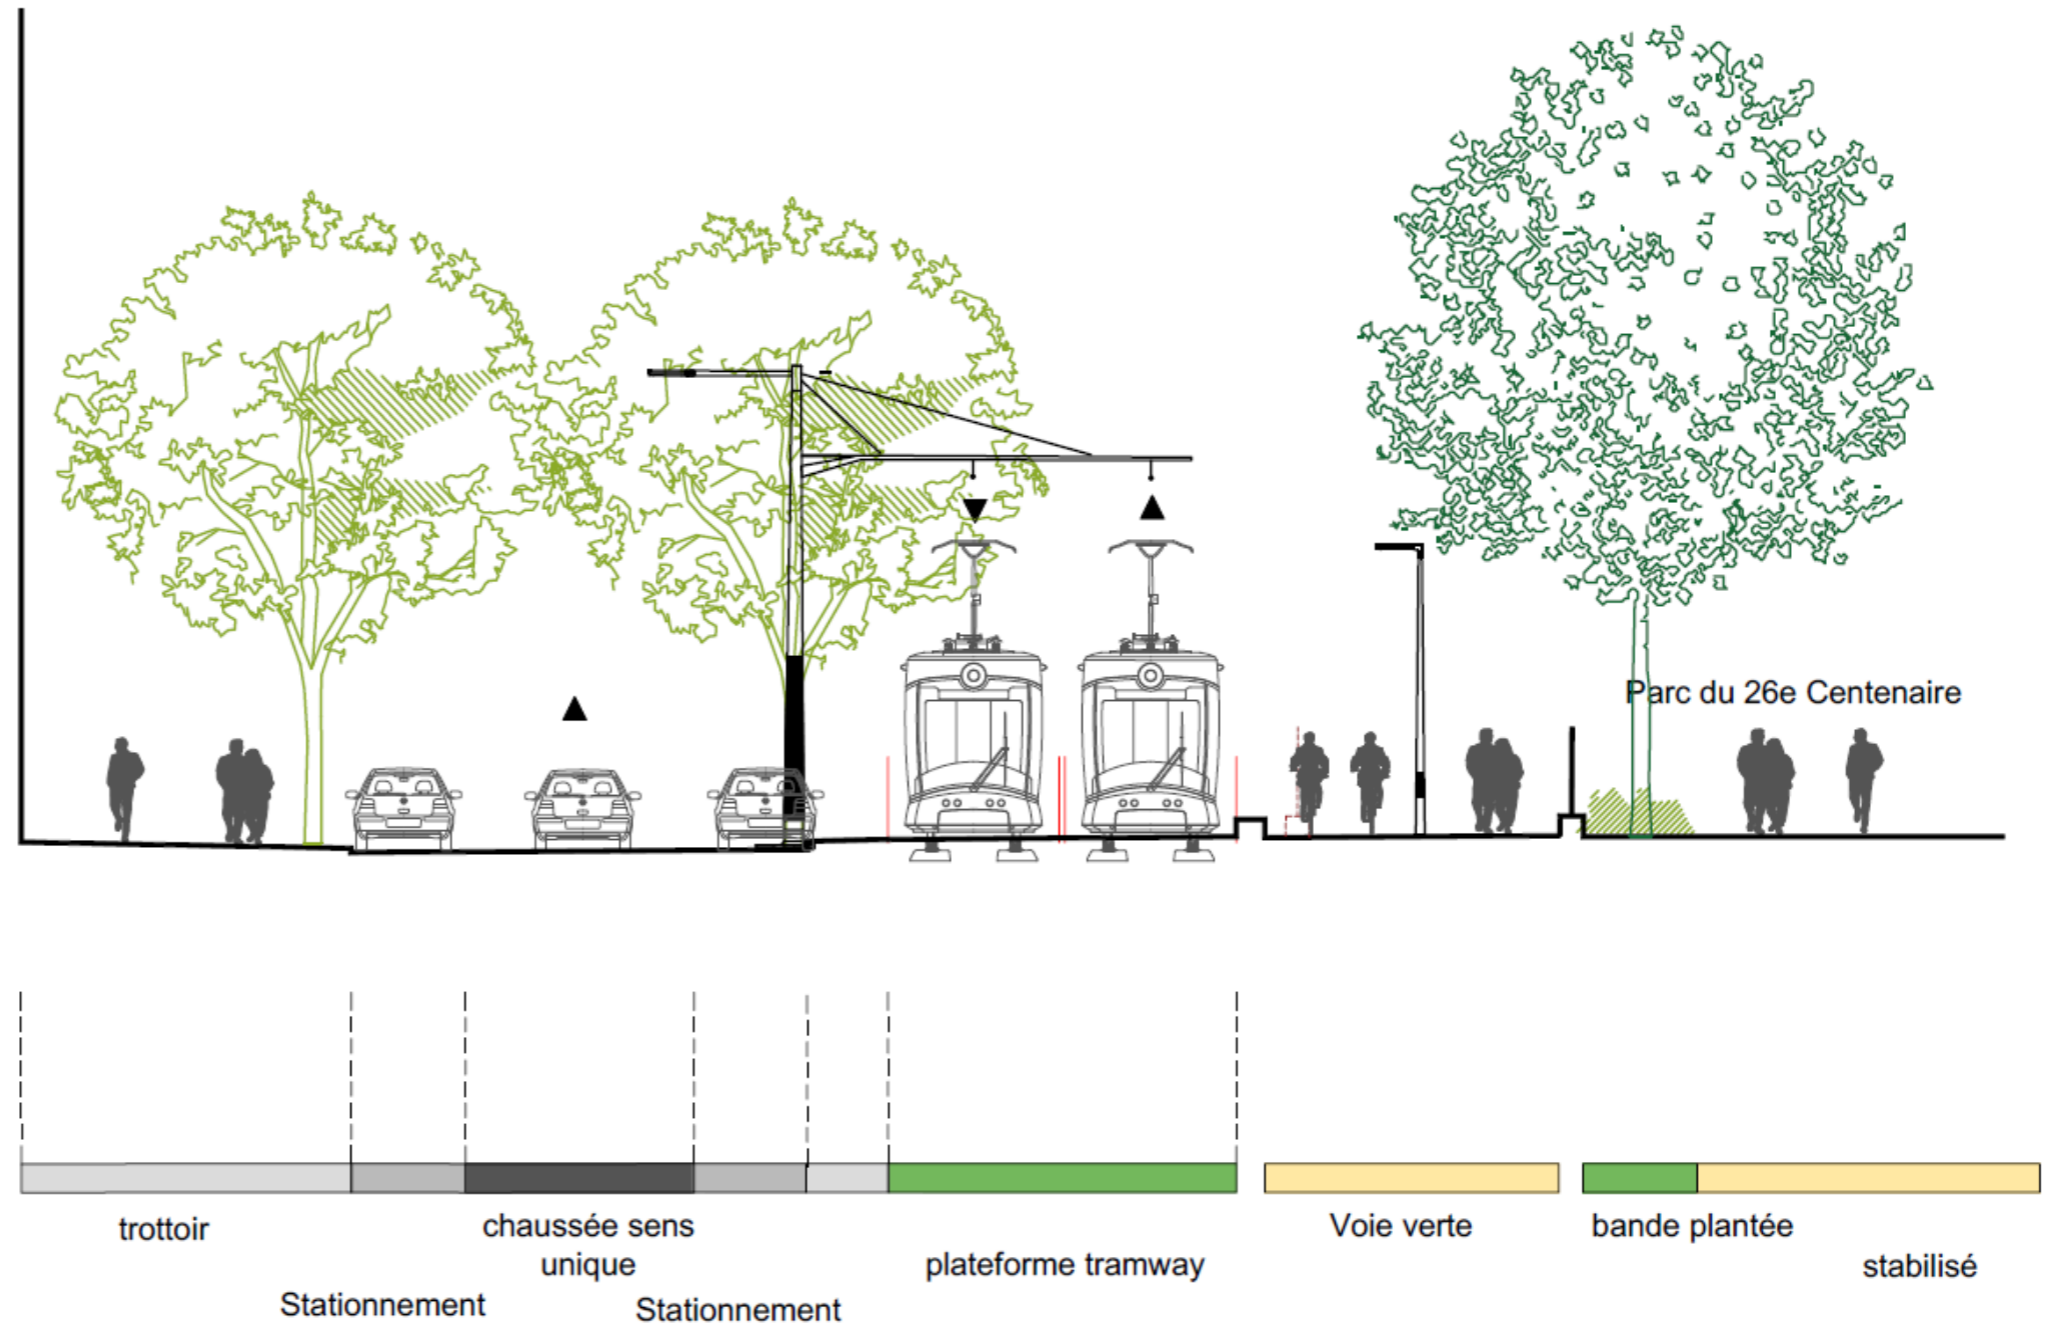 Parc du 26e Centenaire
trottoir
chaussée sens
unique
Voie verte
bande plantée
plateforme tramway
stabilisé
Stationnement
Stationnement